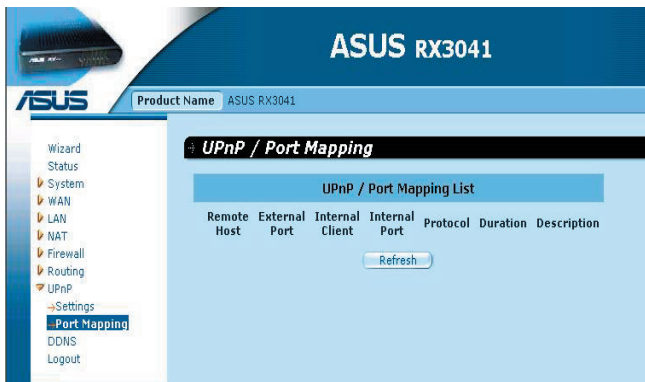 ASUS RX3041
ASUS
Product Name ASUS RX3041
Wizard
Status
System
WAN
LAN
NAT
Firewall
Routing
UPnP
→Settings
→Port Mapping
DDNS
Logout
UPnP / Port Mapping
UPnP / Port Mapping List
Remote Host External Port Internal Client Internal Port Protocol Duration Description
Refresh